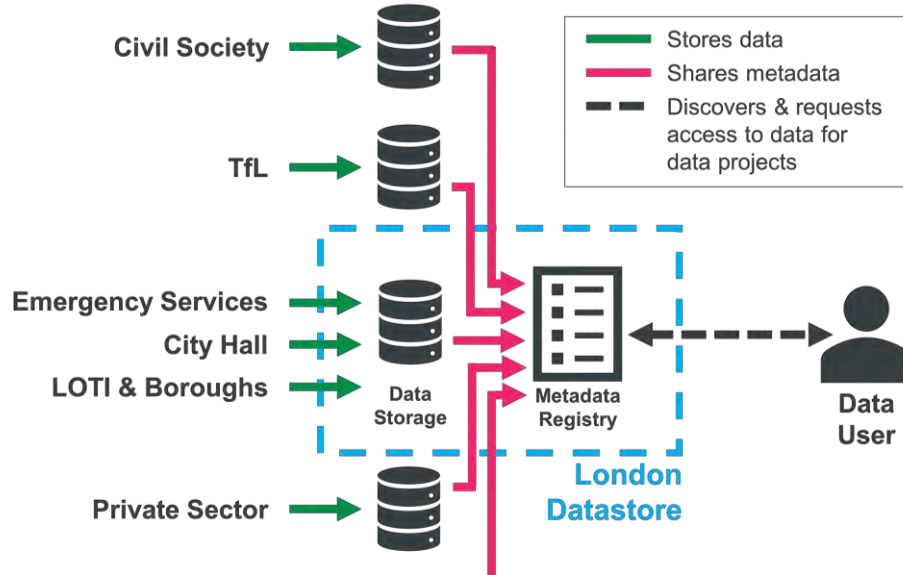 Civil Society
TfL
Emergency Services
City Hall
LOTI & Boroughs
Private Sector
Data
Storage
Metadata
Registry
London
Datastore
Data
User
Stores data
Shares metadata
Discovers & requests
access to data for
data projects